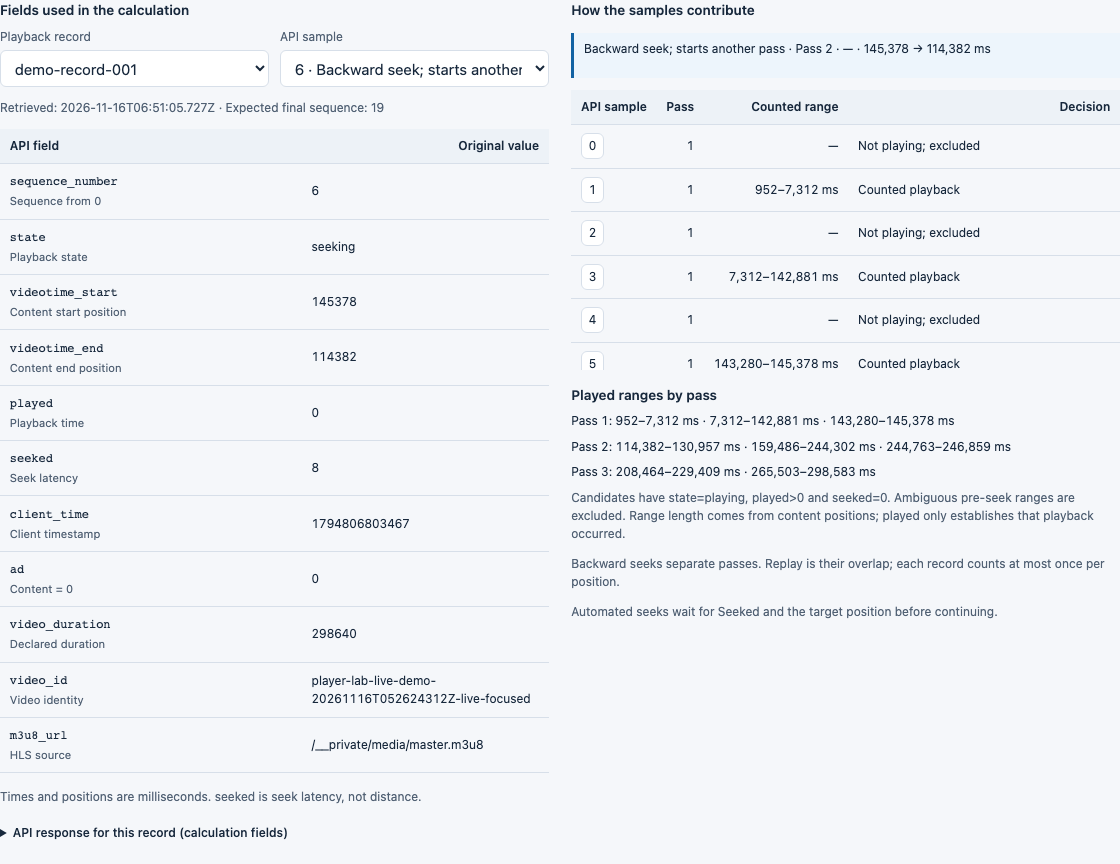 Fields used in the calculation
Playback record
API sample
demo-record-001
6 · Backward seek; starts another
Retrieved: 2026-11-16T06:51:05.727Z · Expected final sequence: 19
API field
Original value
sequence_number
Sequence from 0
6
state
Playback state
seeking
videotime_start
Content start position
145378
videotime_end
Content end position
114382
played
Playback time
0
seeked
Seek latency
8
client_time
Client timestamp
1794806803467
ad
Content = 0
0
video_duration
Declared duration
298640
video_id
Video identity
player-lab-live-demo-
20261116T052624312Z-live-focused
m3u8_url
HLS source
/__private/media/master.m3u8
Times and positions are milliseconds. seeked is seek latency, not distance.
API response for this record (calculation fields)
How the samples contribute
Backward seek; starts another pass · Pass 2 · — · 145,378 → 114,382 ms
API sample Pass Counted range Decision
0 1 — Not playing; excluded
1 1 952–7,312 ms Counted playback
2 1 — Not playing; excluded
3 1 7,312–142,881 ms Counted playback
4 1 — Not playing; excluded
5 1 143,280–145,378 ms Counted playback
Played ranges by pass
Pass 1: 952–7,312 ms · 7,312–142,881 ms · 143,280–145,378 ms
Pass 2: 114,382–130,957 ms · 159,486–244,302 ms · 244,763–246,859 ms
Pass 3: 208,464–229,409 ms · 265,503–298,583 ms
Candidates have state=playing, played>0 and seeked=0. Ambiguous pre-seek ranges are
excluded. Range length comes from content positions; played only establishes that playback
occurred.
Backward seeks separate passes. Replay is their overlap; each record counts at most once per
position.
Automated seeks wait for Seeked and the target position before continuing.